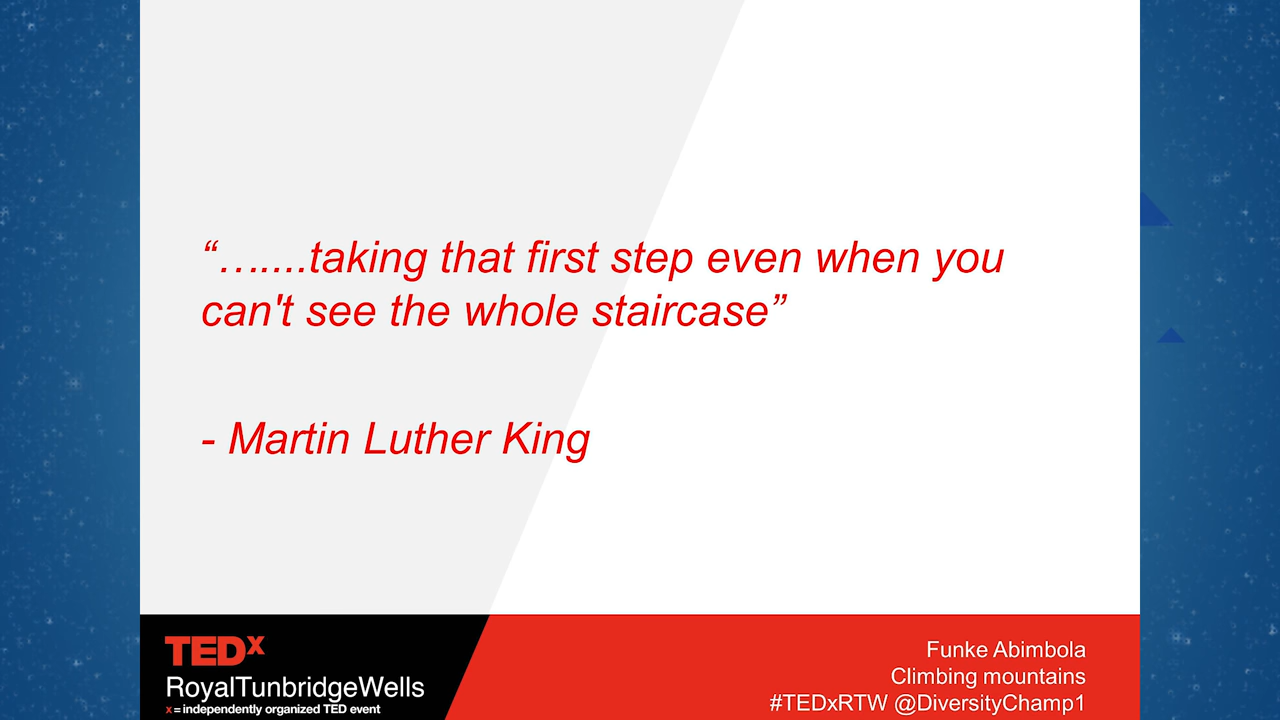 “…....taking that first step even when you
can't see the whole staircase”
- Martin Luther King
TEDx
RoyalTunbridgeWells
x = independently organized TED event
Funke Abimbola
Climbing mountains
#TEDxRTW @DiversityChamp1